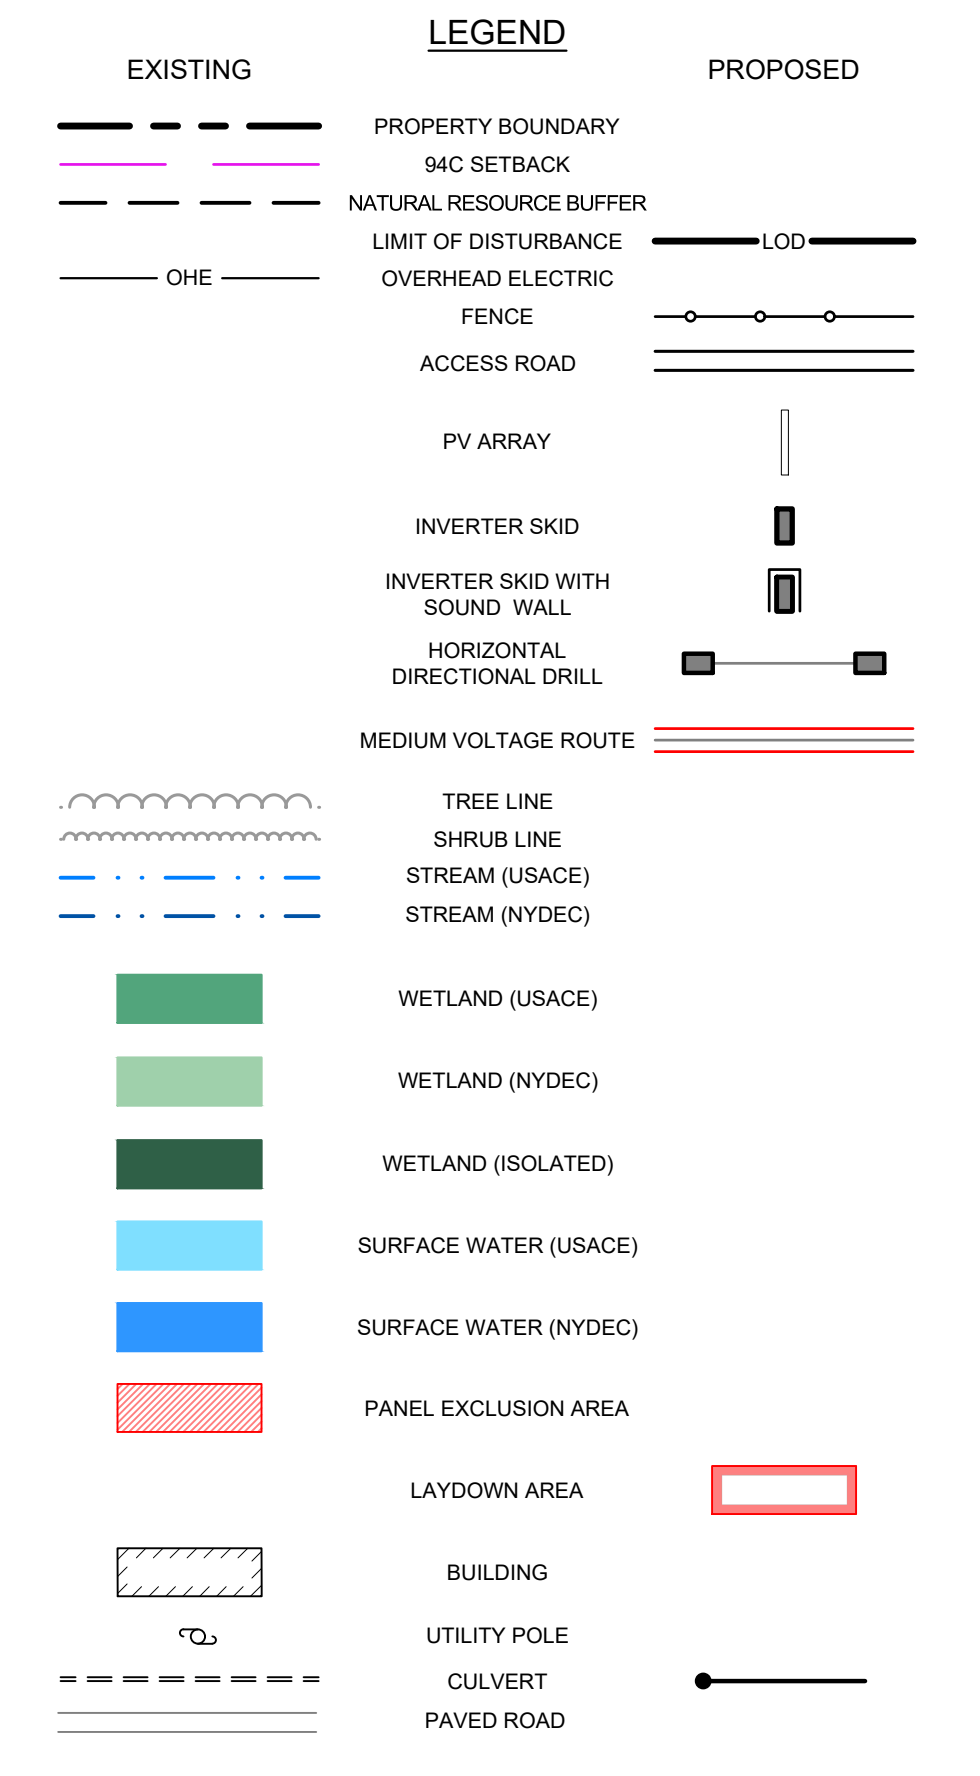 LEGEND
EXISTING
PROPOSED
PROPERTY BOUNDARY
94C SETBACK
NATURAL RESOURCE BUFFER
LIMIT OF DISTURBANCE
LOD
OHE
OVERHEAD ELECTRIC
FENCE
ACCESS ROAD
PV ARRAY
INVERTER SKID
INVERTER SKID WITH
SOUND WALL
HORIZONTAL
DIRECTIONAL DRILL
MEDIUM VOLTAGE ROUTE
TREE LINE
SHRUB LINE
STREAM (USACE)
STREAM (NYDEC)
WETLAND (USACE)
WETLAND (NYDEC)
WETLAND (ISOLATED)
SURFACE WATER (USACE)
SURFACE WATER (NYDEC)
PANEL EXCLUSION AREA
LAYDOWN AREA
BUILDING
UTILITY POLE
CULVERT
PAVED ROAD